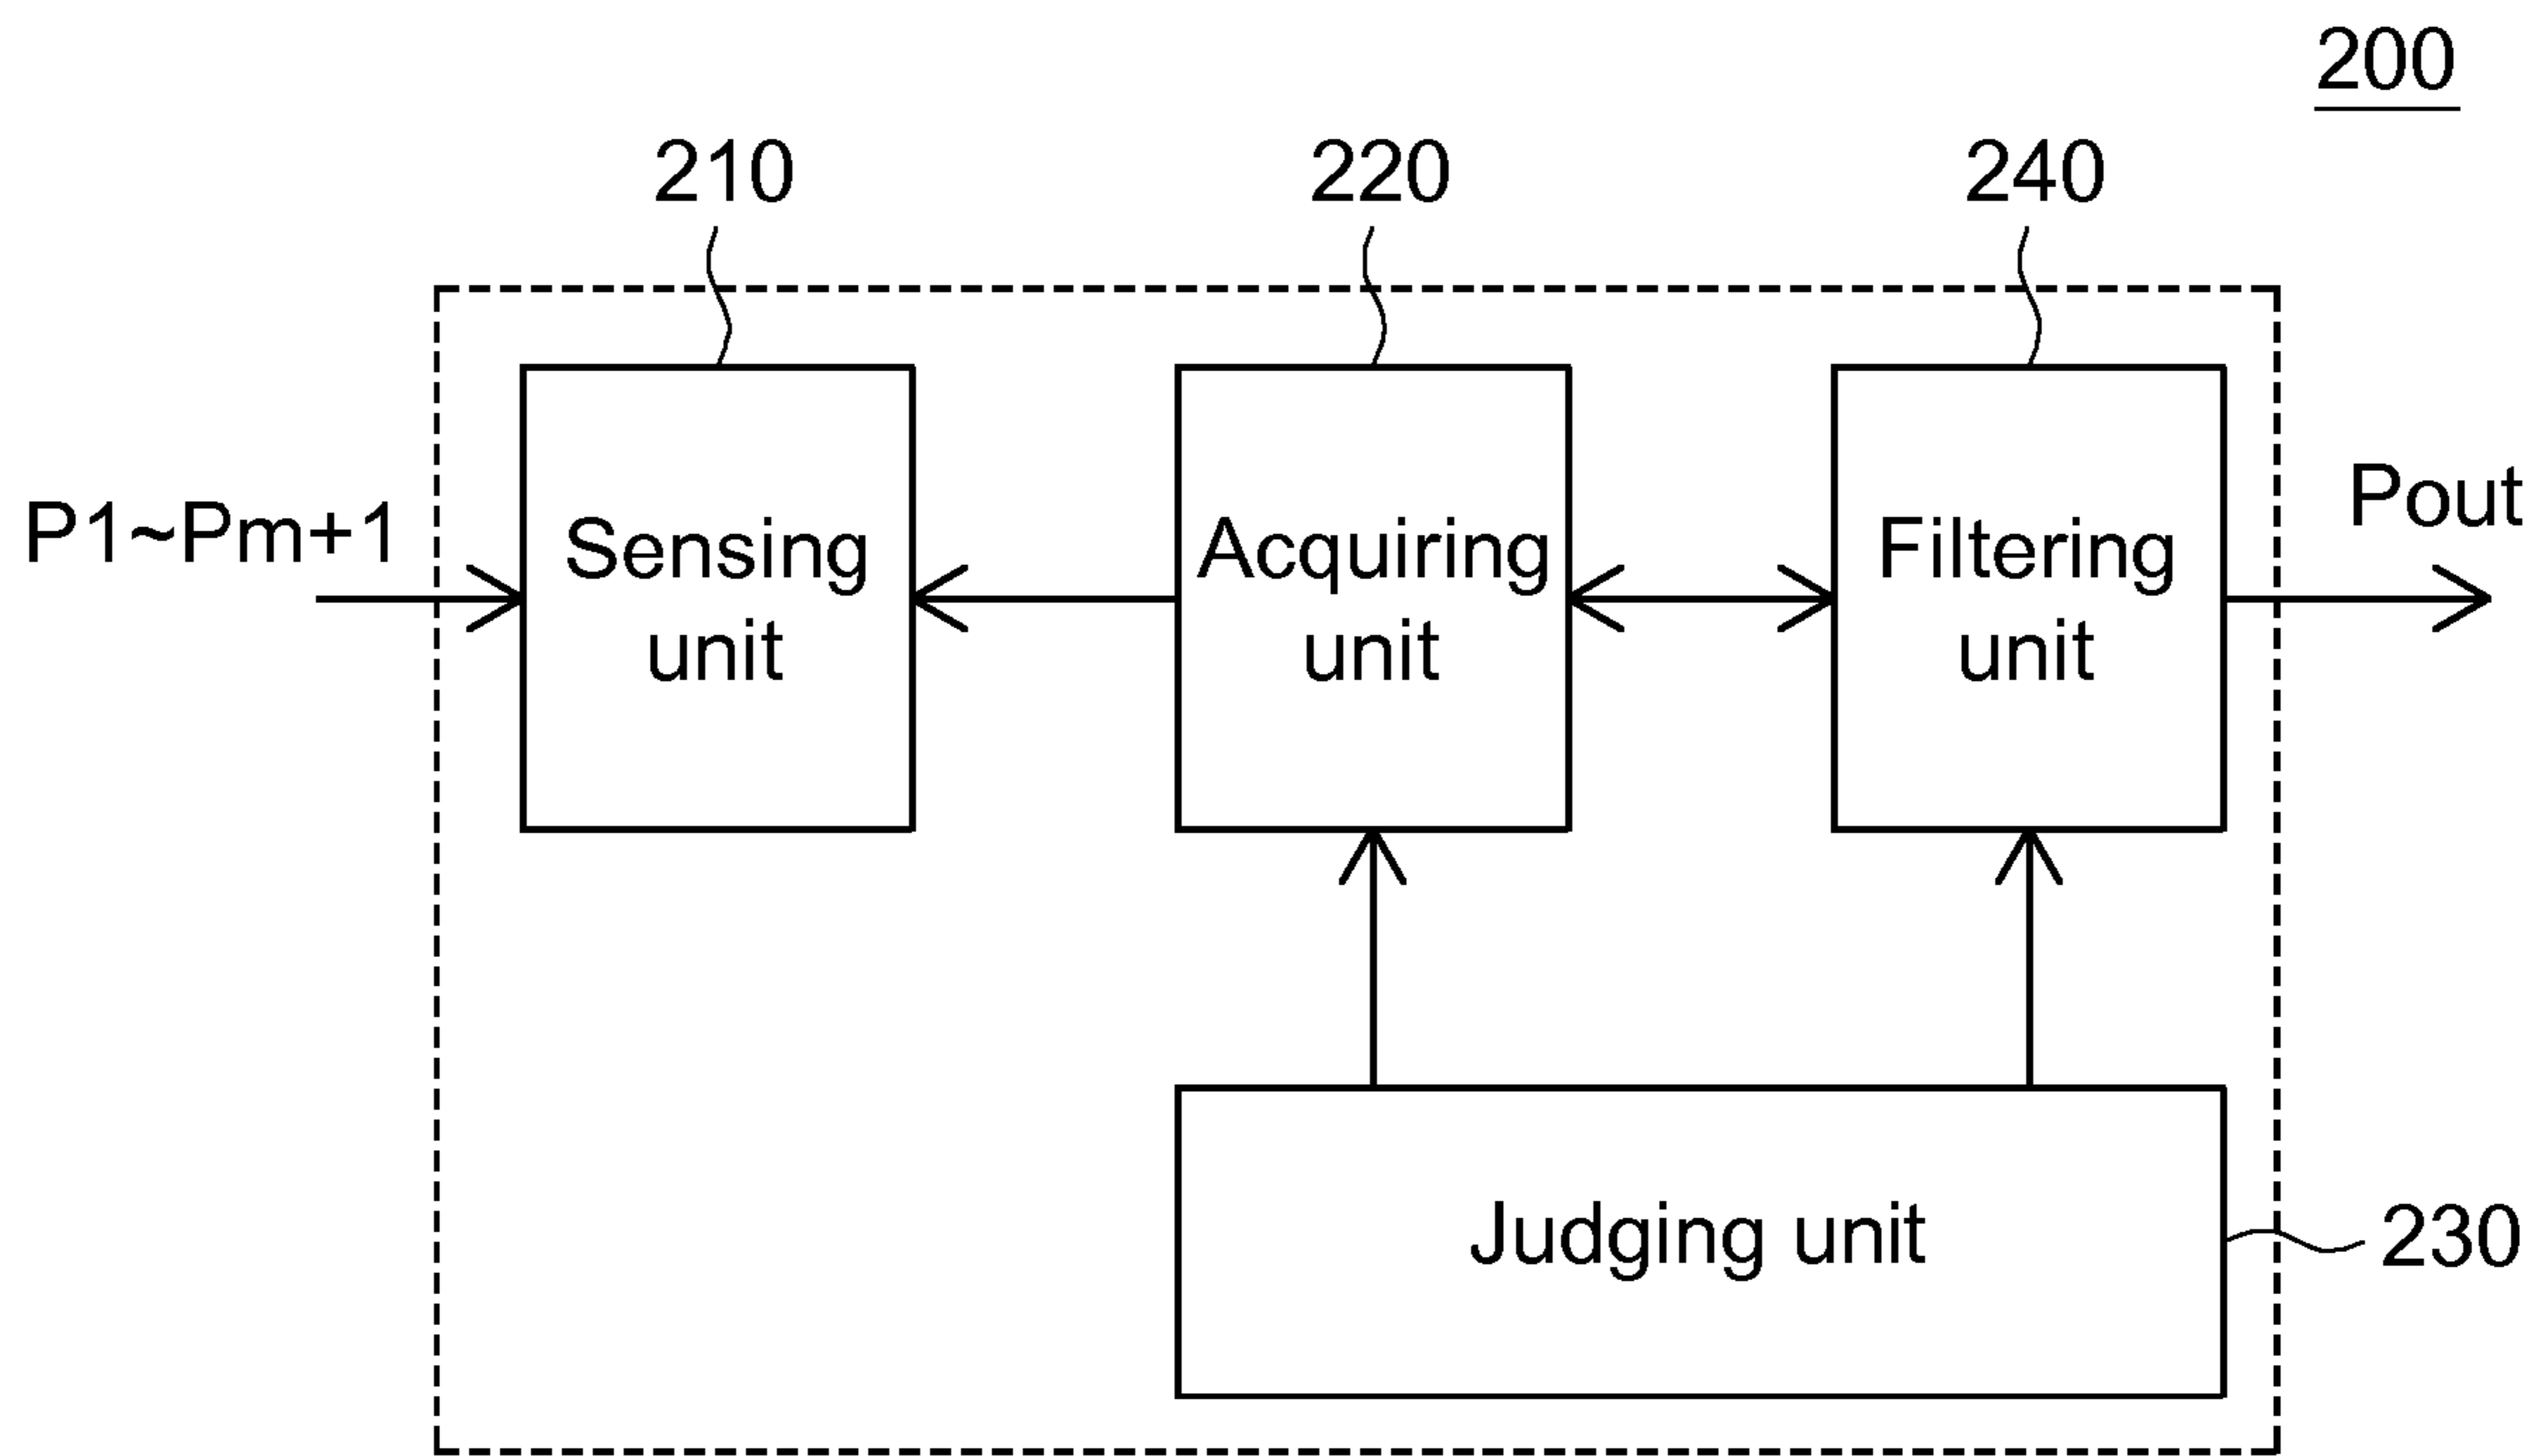 200
210
220
240
P1~Pm+1
Sensing
unit
Acquiring
unit
Filtering
unit
Pout
Judging unit
230